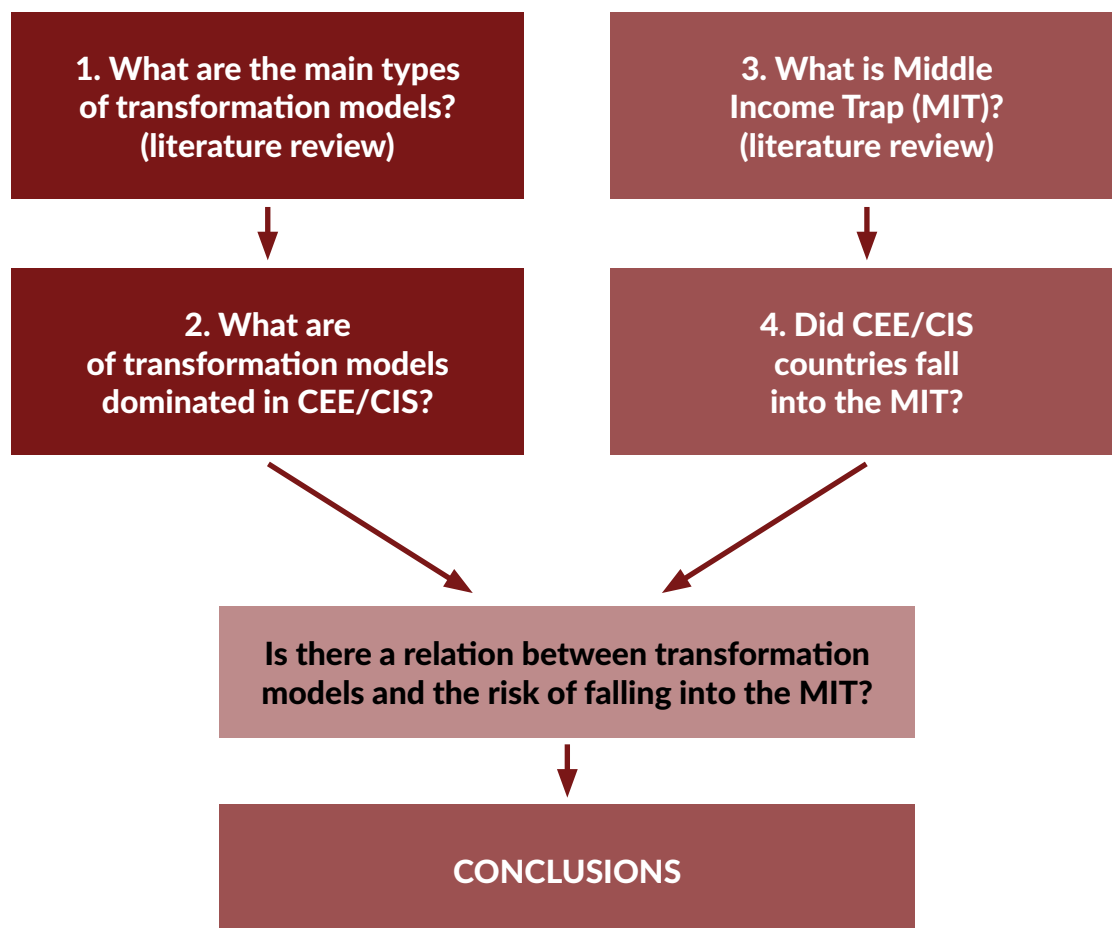 1. What are the main types
of transformation models?
(literature review)
2. What are
of transformation models
dominated in CEE/CIS?
3. What is Middle
Income Trap (MIT)?
(literature review)
4. Did CEE/CIS
countries fall
into the MIT?
Is there a relation between transformation
models and the risk of falling into the MIT?
CONCLUSIONS